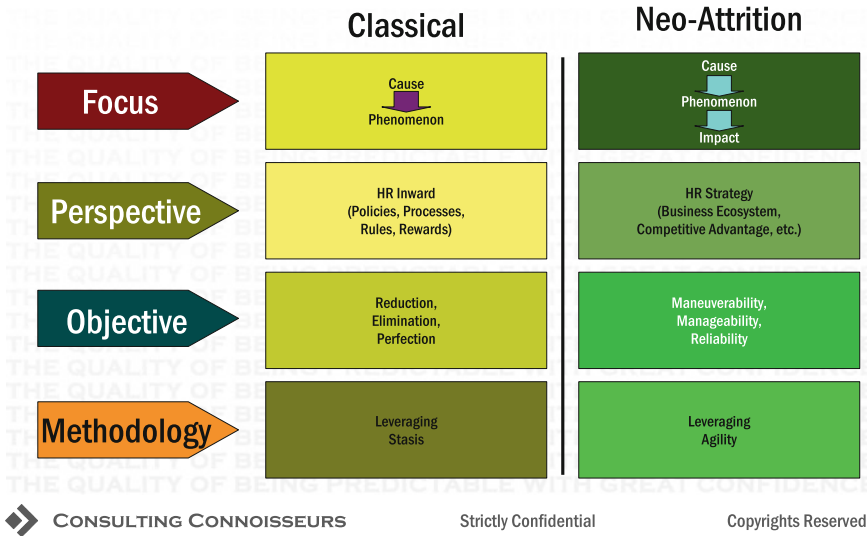 Classical
Neo-Attrition
Focus
Cause
Phenomenon
Cause
Phenomenon
Impact
Perspective
HR Inward
(Policies, Processes,
Rules, Rewards)
HR Strategy
(Business Ecosystem,
Competitive Advantage, etc.)
Objective
Reduction,
Elimination,
Perfection
Maneuverability,
Manageability,
Reliability
Methodology
Leveraging
Stasis
Leveraging
Agility
THE QUALITY OF BEING PREDICTABLE WITH GREAT CONFIDENC
CONSULTING CONNOISSEURS
Strictly Confidential
Copyrights Reserved